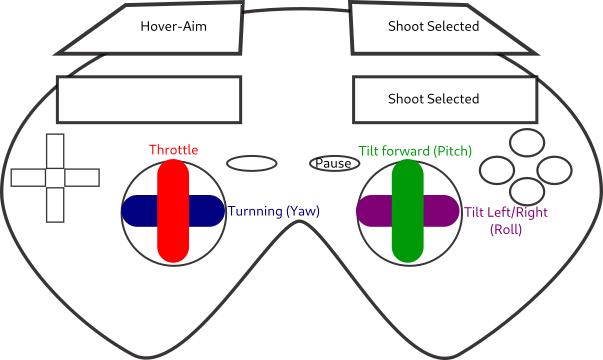 Hover-Aim
Shoot Selected
Shoot Selected
Throttle
Pause
Tilt forward (Pitch)
Turnning (Yaw)
Tilt Left/Right
(Roll)